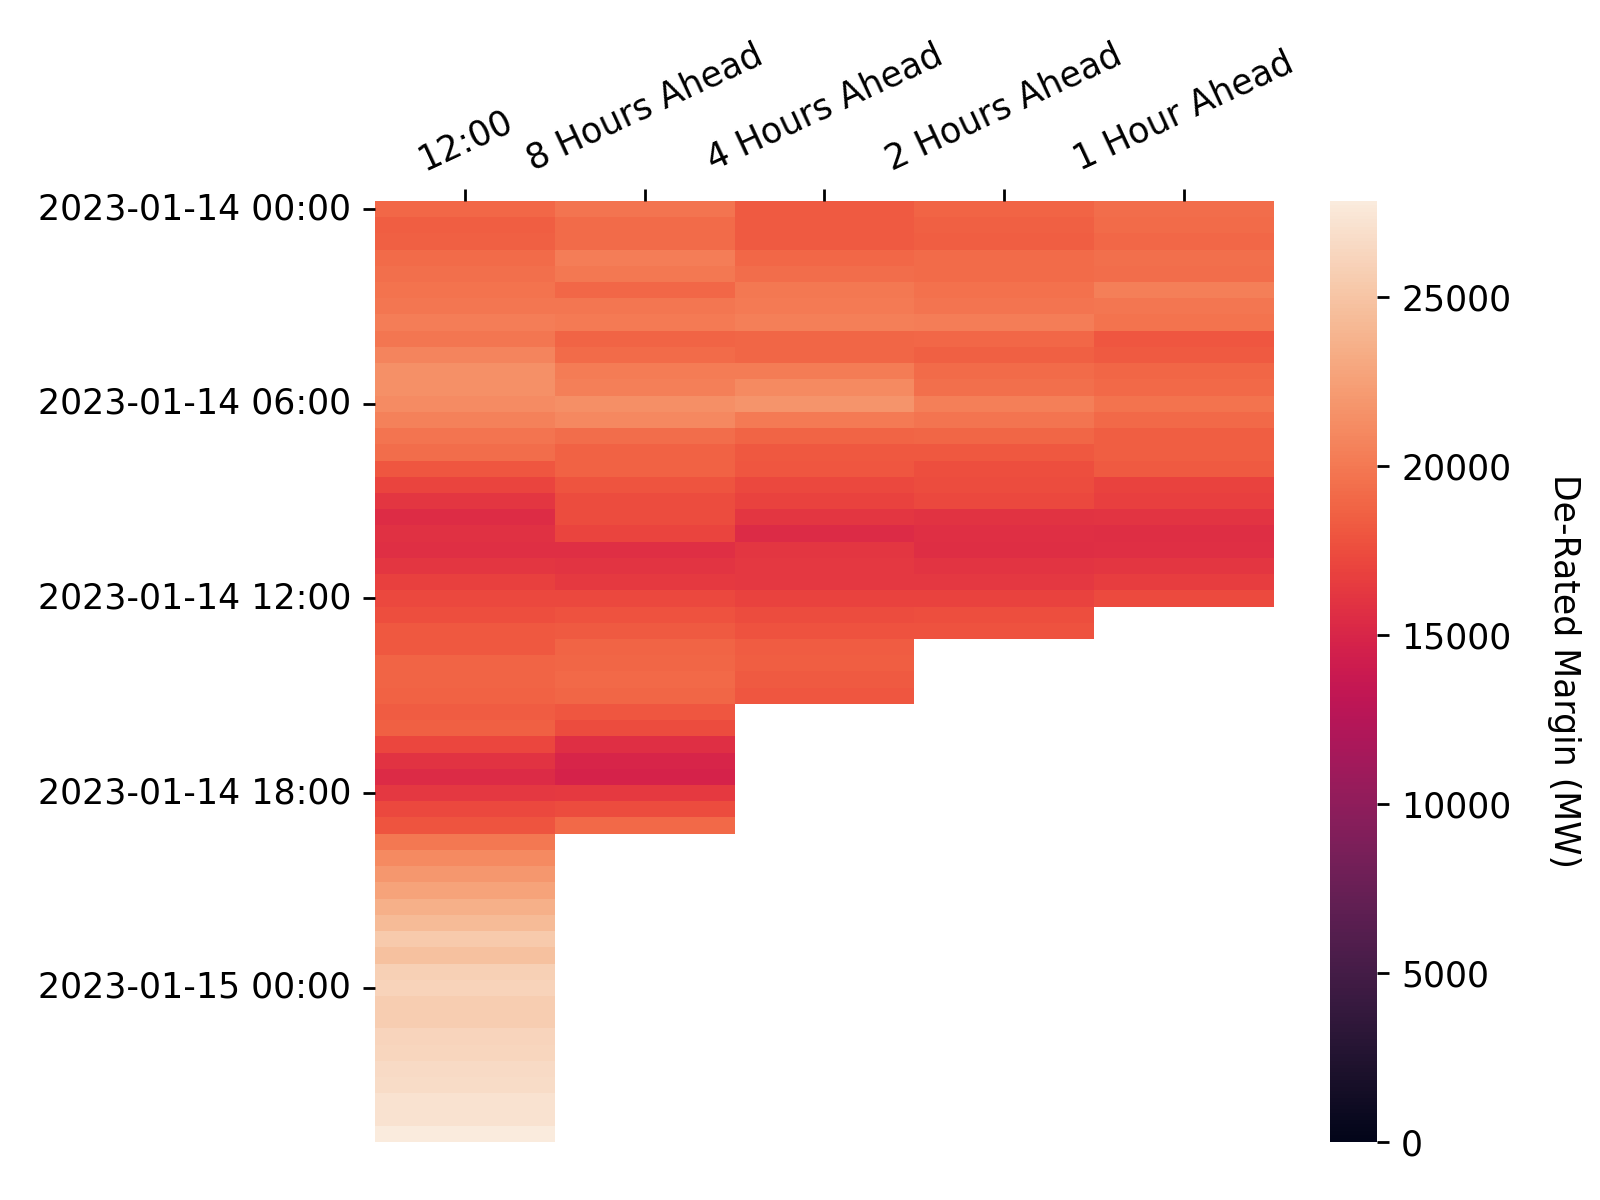 12:00
8 Hours Ahead
4 Hours Ahead
2 Hours Ahead
1 Hour Ahead
2023-01-14 00:00
2023-01-14 06:00
2023-01-14 12:00
2023-01-14 18:00
2023-01-15 00:00
25000
20000
15000
10000
5000
0
De-Rated Margin (MW)